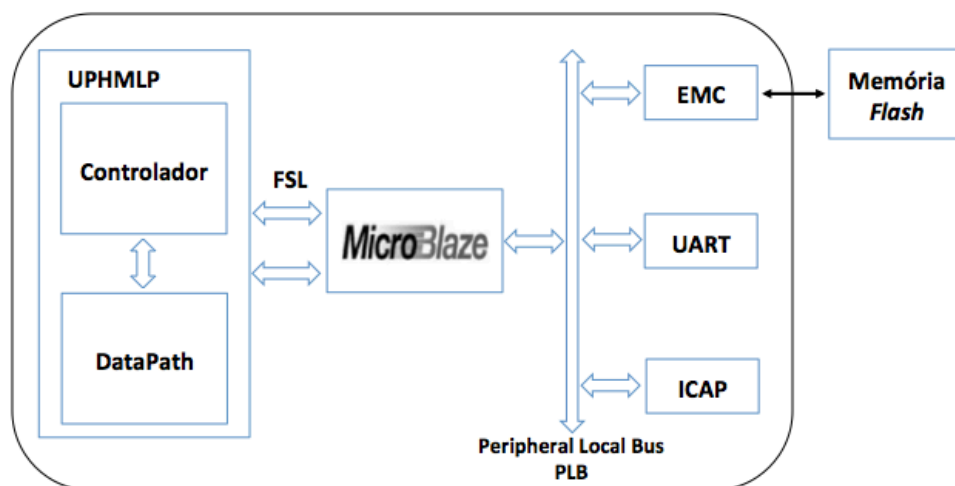 UPHMLP
Controlador
DataPath
FSL
MicroBlaze
EMC
UART
ICAP
Peripheral Local Bus
PLB
Memória
Flash